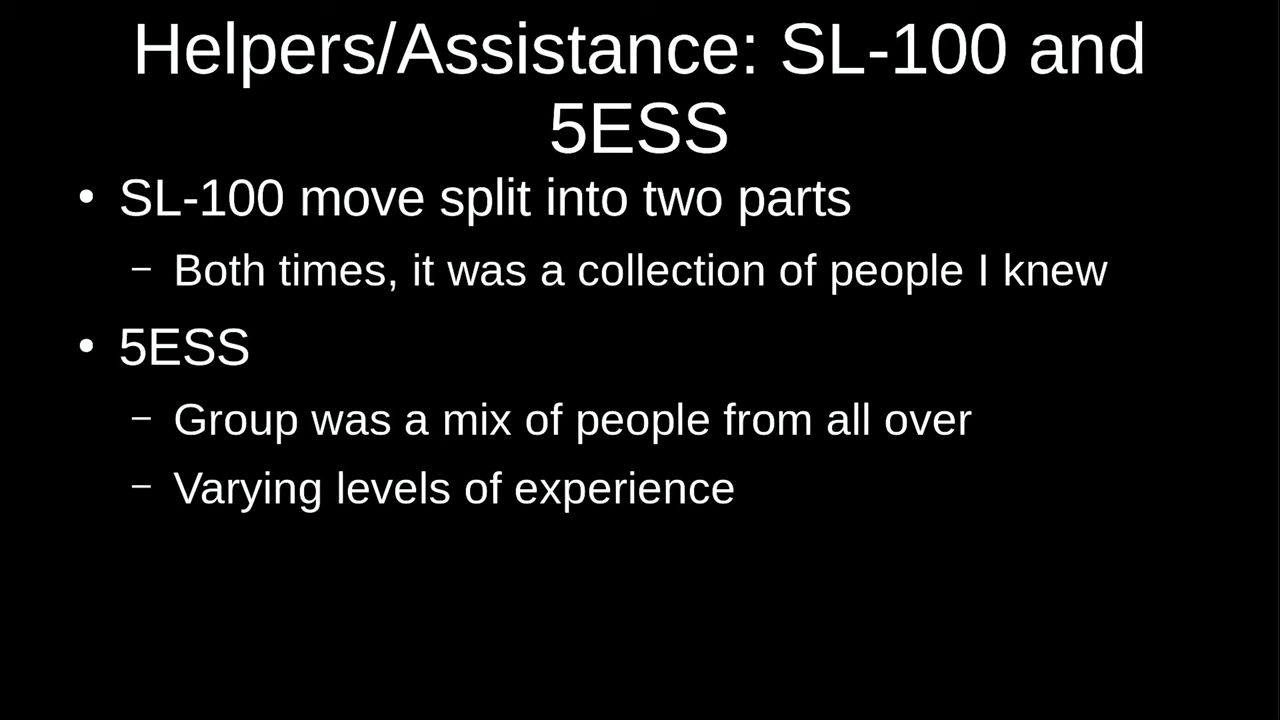 Helpers/Assistance: SL-100 and
5ESS
• SL-100 move split into two parts
– Both times, it was a collection of people I knew
• 5ESS
– Group was a mix of people from all over
– Varying levels of experience